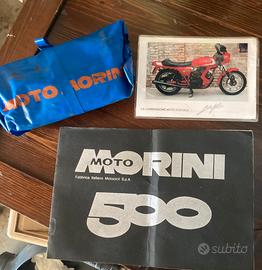 MOTO MORINI
MOTO
MORINI
Fabbrica Italiana Motocicli S.p.A.
500
subito